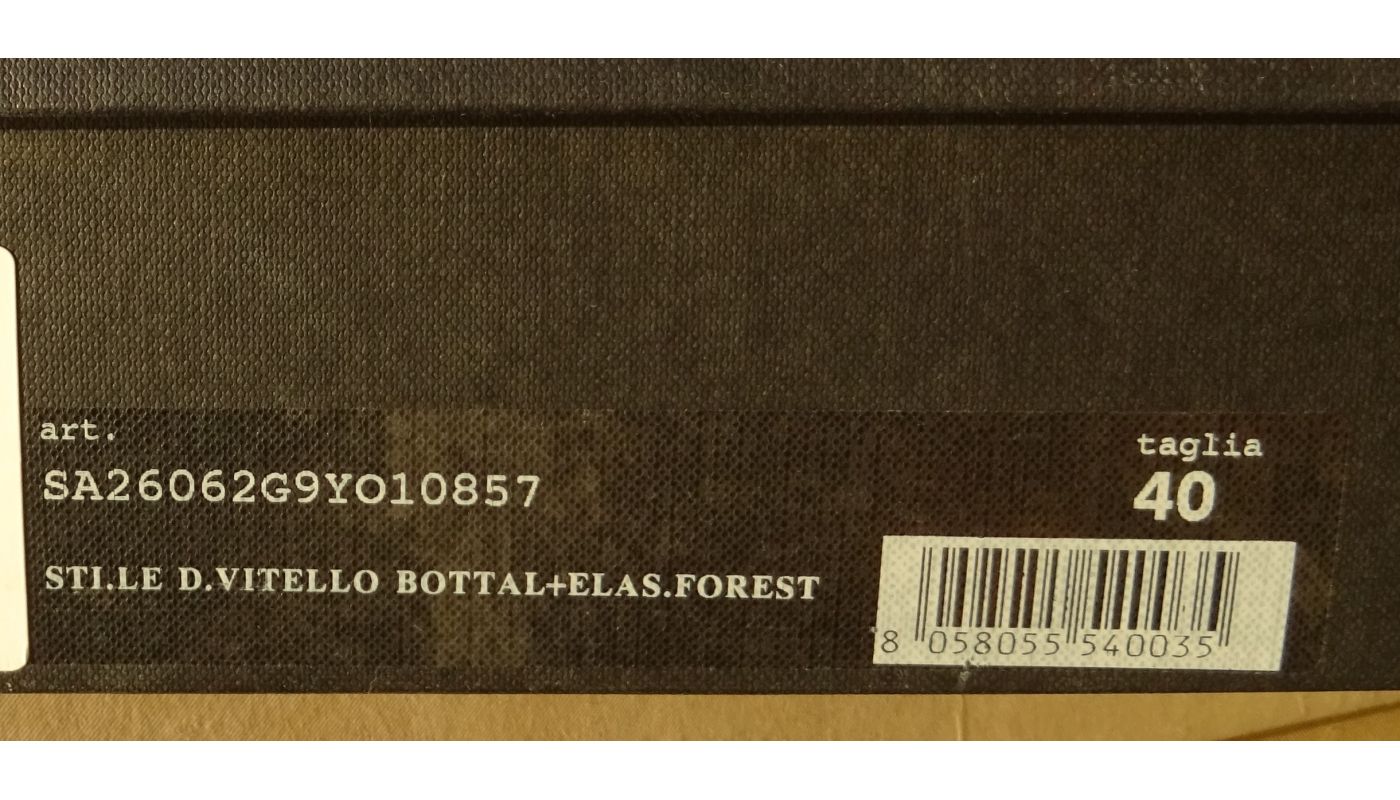 art.
SA26062G9YO10857
taglia
40
STI.LE D.VITELLO BOTTAL+ELAS.FOREST
8 058055 540035